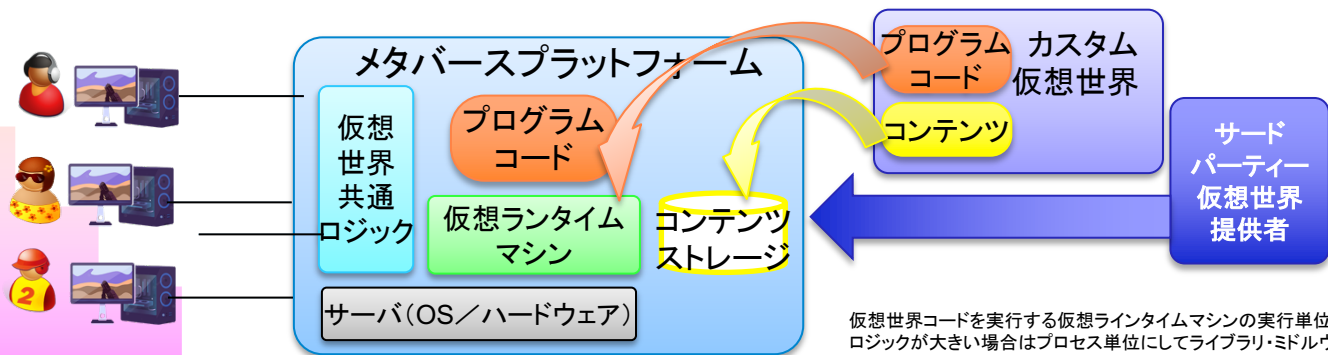 メタバースプラットフォーム
仮想
世界
共通
ロジック
プログラム
コード
仮想ランタイム
マシン
コンテンツ
ストレージ
サーバ(OS/ハードウェア)
プログラム
コード
コンテンツ
カスタム
仮想世界
サード
パーティー
仮想世界
提供者
2
仮想世界コードを実行する仮想ラインタイムマシンの実行単位
ロジックが大きい場合はプロセス単位にしてライブラリ・ミドルウ